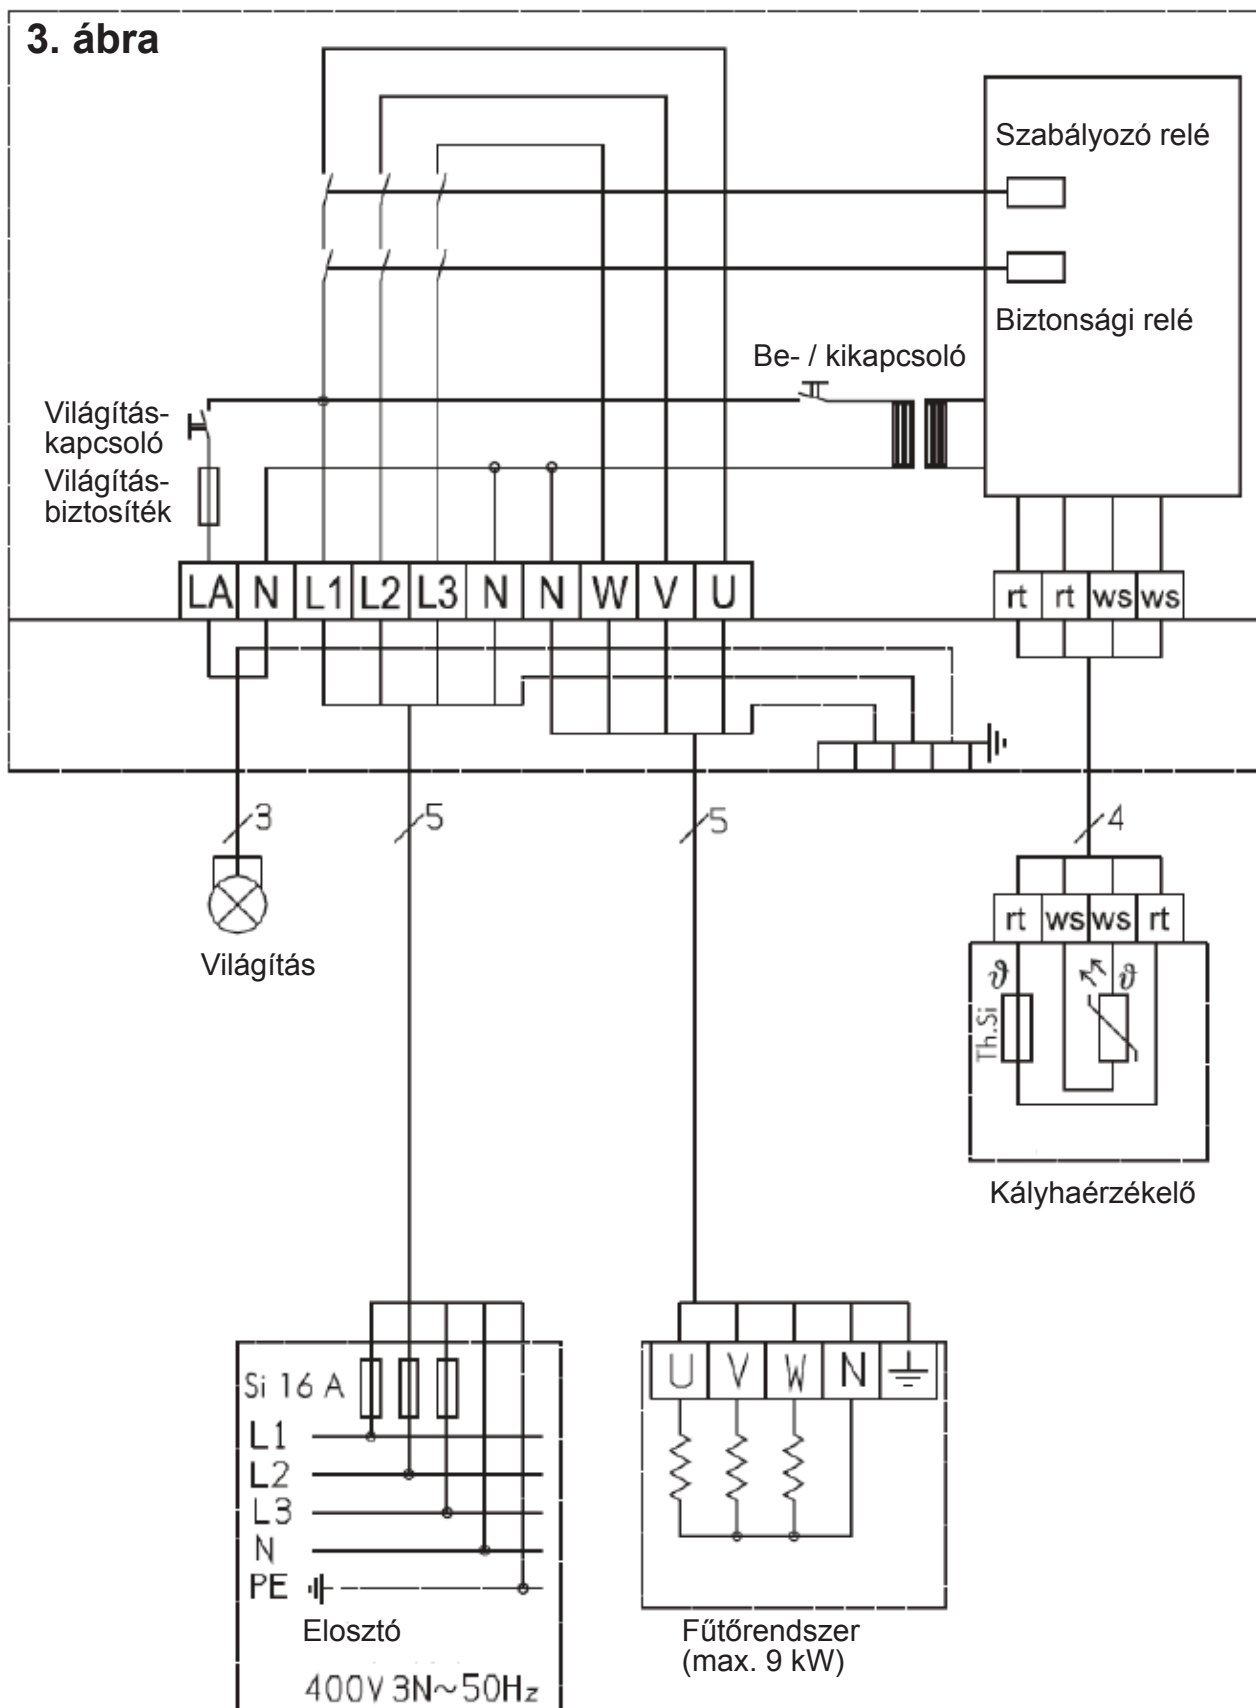 3. ábra
Szabályozó relé
Biztonsági relé
Be- / kikapcsoló
Világítás-
kapcsoló
Világítás-
biztosíték
LA N L1 L2 L3 N N W V U
rt rt ws ws
3 5 5 4
Világítás
rt ws ws rt
ϑ ϑ
Th.Si
Kályhaérzékelő
Si 16 A
L1
L2
L3
N
PE
Elosztó
400V 3N~50Hz
U V W N
Fűtőrendszer
(max. 9 kW)